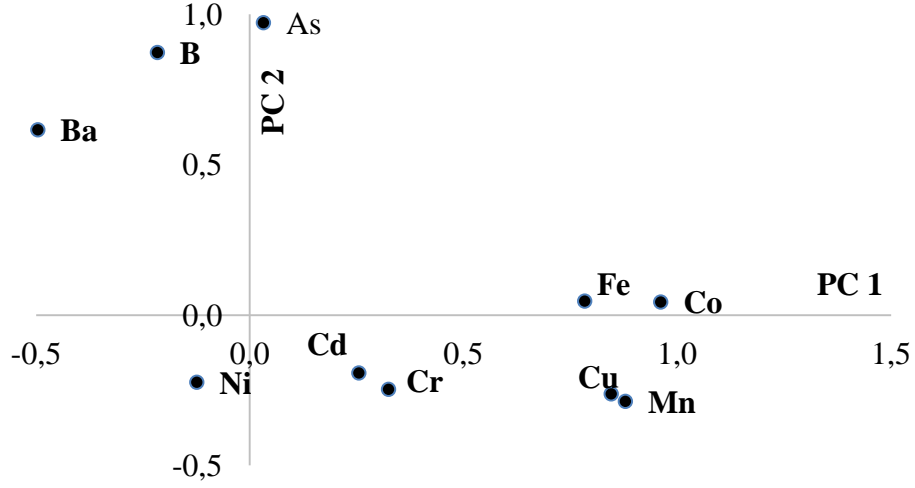 1,0
As
B
PC 2
Ba
0,5
Fe
PC 1
Co
0,0
-0,5
0,0
0,5
1,0
1,5
Cd
Ni
Cr
Cu
Mn
-0,5